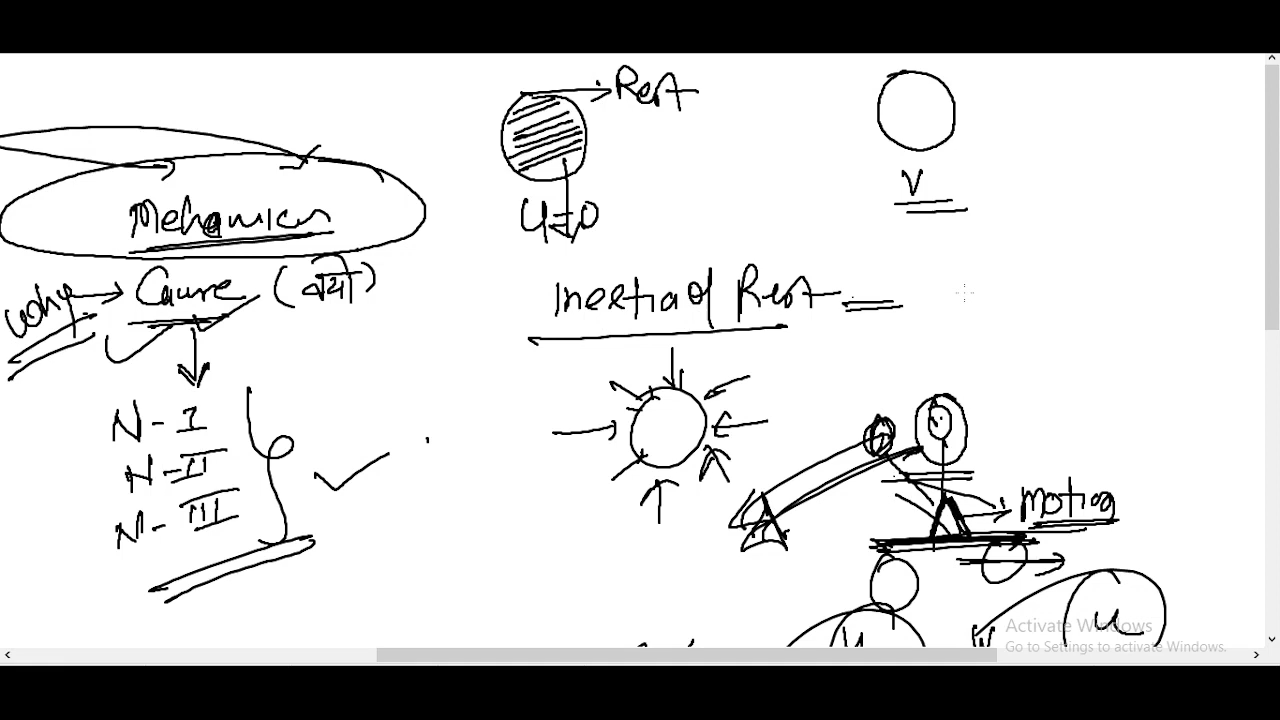 Rest
Mehanics
U=0
V
Why → Cause (क्यो)
Inertia of Rest
N - I
N - II
N - III
Motion
U
U
Activate Windows
Go to Settings to activate Windows.